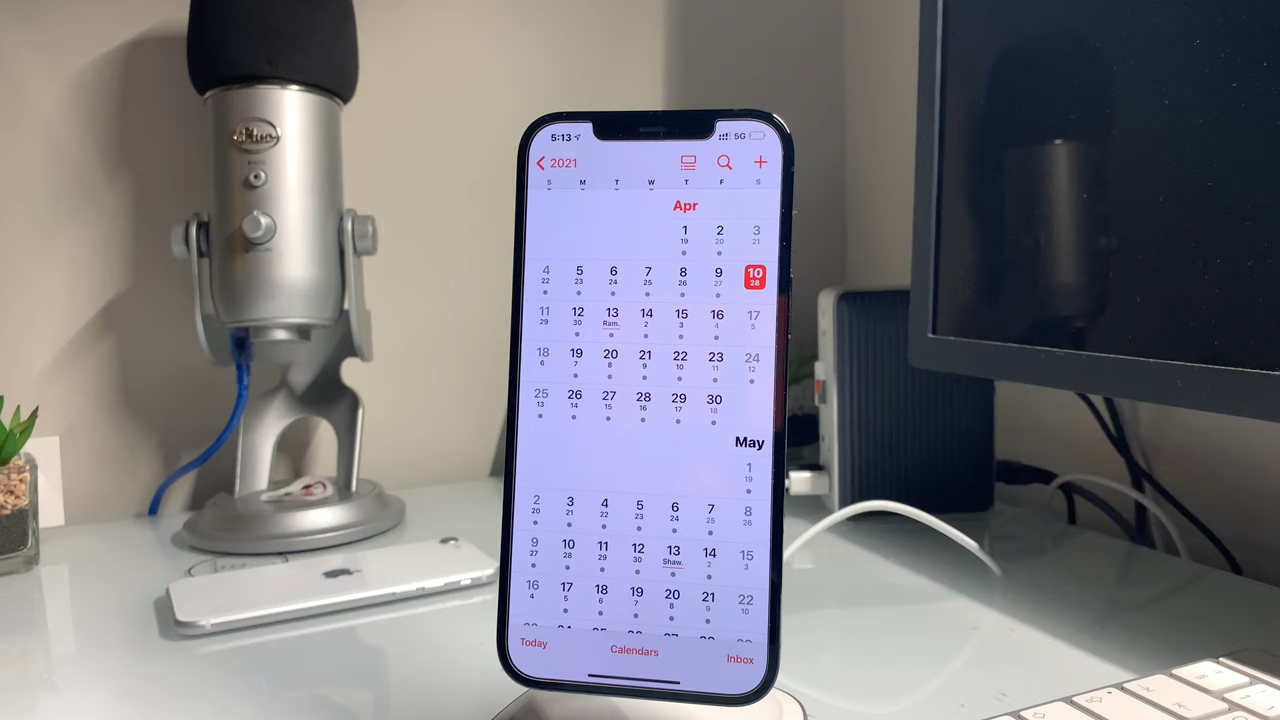 Blue
5:13 5G
2021
S M T W T F S
Apr
1 2 3
19 20 21
4 5 6 7 8 9 10
22 23 24 25 26 27 28
11 12 13 14 15 16 17
29 30 Ram. 2 3 4 5
18 19 20 21 22 23 24
6 7 8 9 10 11 12
25 26 27 28 29 30
13 14 15 16 17 18
May
1
19
2 3 4 5 6 7 8
20 21 22 23 24 25 26
9 10 11 12 13 14 15
27 28 29 30 Shaw. 2 3
16 17 18 19 20 21 22
4 5 6 7 8 9 10
Today Calendars Inbox